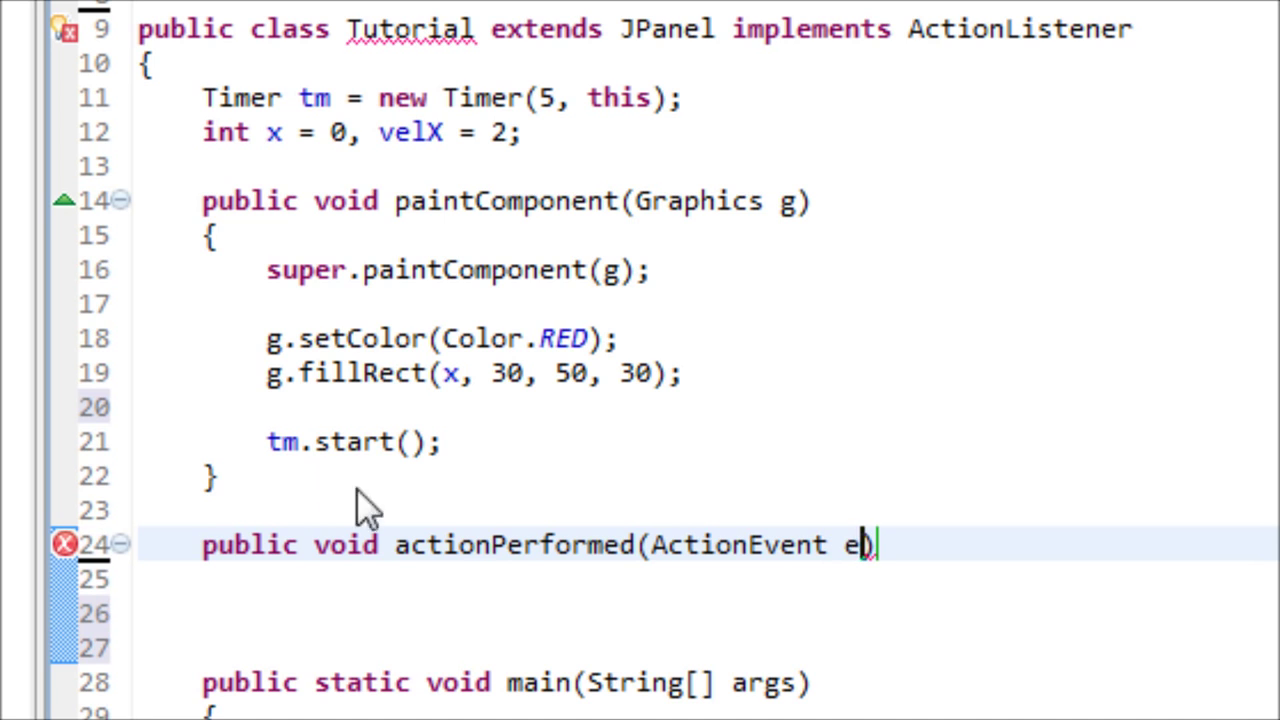 9 public class Tutorial extends JPanel implements ActionListener
10 {
11 Timer tm = new Timer(5, this);
12 int x = 0, velX = 2;
13
14 public void paintComponent(Graphics g)
15 {
16 super.paintComponent(g);
17
18 g.setColor(Color.RED);
19 g.fillRect(x, 30, 50, 30);
20
21 tm.start();
22 }
23
24 public void actionPerformed(ActionEvent e)
25
26
27
28 public static void main(String[] args)
29 {